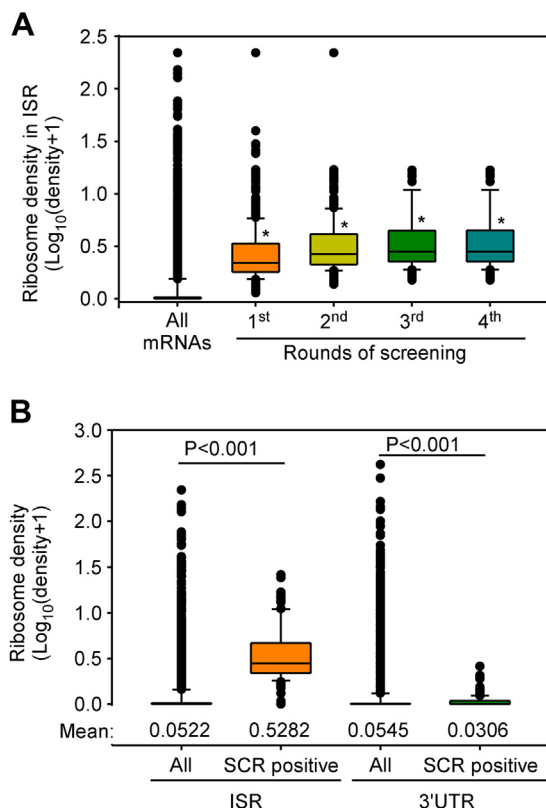 A
Ribosome density in ISR
(Log10(density+1)
2.5
2.0
1.5
1.0
0.5
0.0
* * * *
All
mRNAs
1st 2nd 3rd 4th
Rounds of screening
B
Ribosome density
(Log10(density+1)
3.0
2.5
2.0
1.5
1.0
0.5
0.0
P<0.001 P<0.001
Mean: 0.0522 0.5282 0.0545 0.0306
All SCR positive All SCR positive
ISR 3'UTR